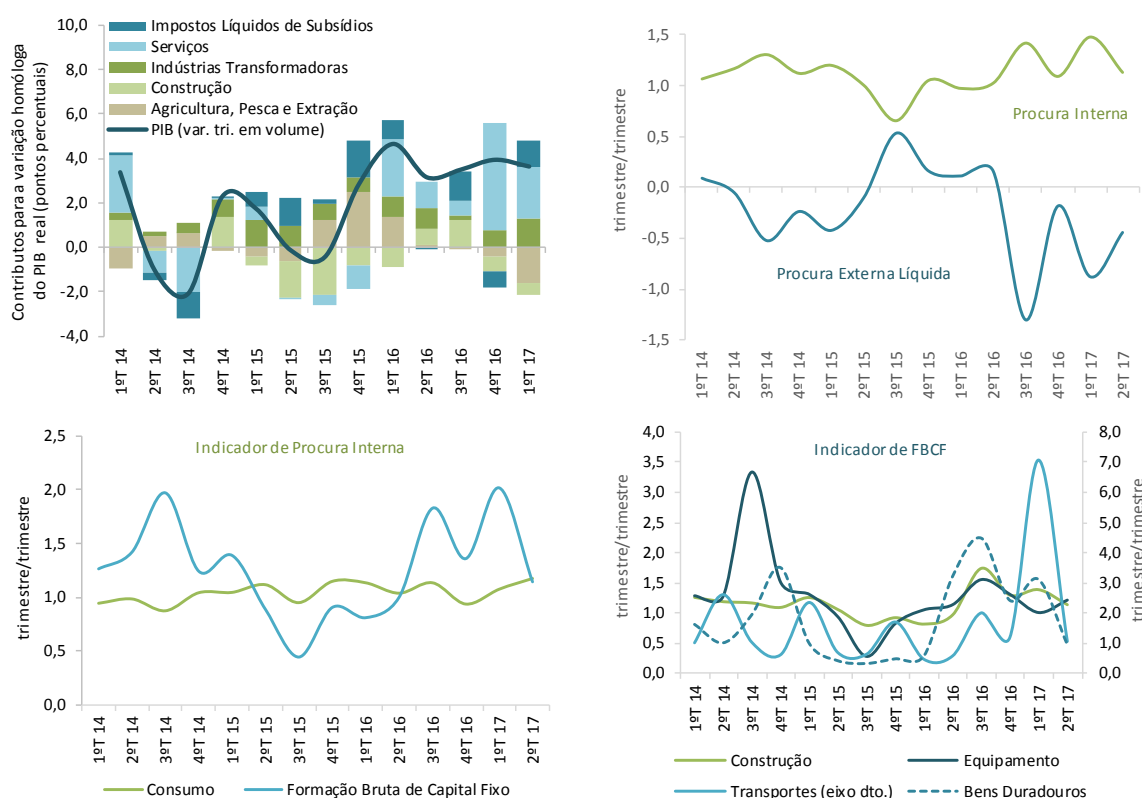 Contributos para a variação homóloga
do PIB real (pontos percentuais)
10,0
8,0
6,0
4,0
2,0
0,0
-2,0
-4,0
Impostos Líquidos de Subsídios
Serviços
Indústrias Transformadoras
Construção
Agricultura, Pesca e Extração
PIB (var. tri. em volume)
1ºT 14
2ºT 14
3ºT 14
4ºT 14
1ºT 15
2ºT 15
3ºT 15
4ºT 15
1ºT 16
2ºT 16
3ºT 16
4ºT 16
1ºT 17
trimestre/trimestre
1,5
1,0
0,5
0,0
-0,5
-1,0
-1,5
Procura Interna
Procura Externa Líquida
1ºT 14
2ºT 14
3ºT 14
4ºT 14
1ºT 15
2ºT 15
3ºT 15
4ºT 15
1ºT 16
2ºT 16
3ºT 16
4ºT 16
1ºT 17
2ºT 17
Indicador de Procura Interna
trimestre/trimestre
2,5
2,0
1,5
1,0
0,5
0,0
1ºT 14
2ºT 14
3ºT 14
4ºT 14
1ºT 15
2ºT 15
3ºT 15
4ºT 15
1ºT 16
2ºT 16
3ºT 16
4ºT 16
1ºT 17
2ºT 17
Consumo
Formação Bruta de Capital Fixo
Indicador de FBCF
trimestre/trimestre
4,0
3,5
3,0
2,5
2,0
1,5
1,0
0,5
0,0
8,0
7,0
6,0
5,0
4,0
3,0
2,0
1,0
0,0
trimestre/trimestre
1ºT 14
2ºT 14
3ºT 14
4ºT 14
1ºT 15
2ºT 15
3ºT 15
4ºT 15
1ºT 16
2ºT 16
3ºT 16
4ºT 16
1ºT 17
2ºT 17
Construção
Equipamento
Transportes (eixo dto.)
Bens Duradouros